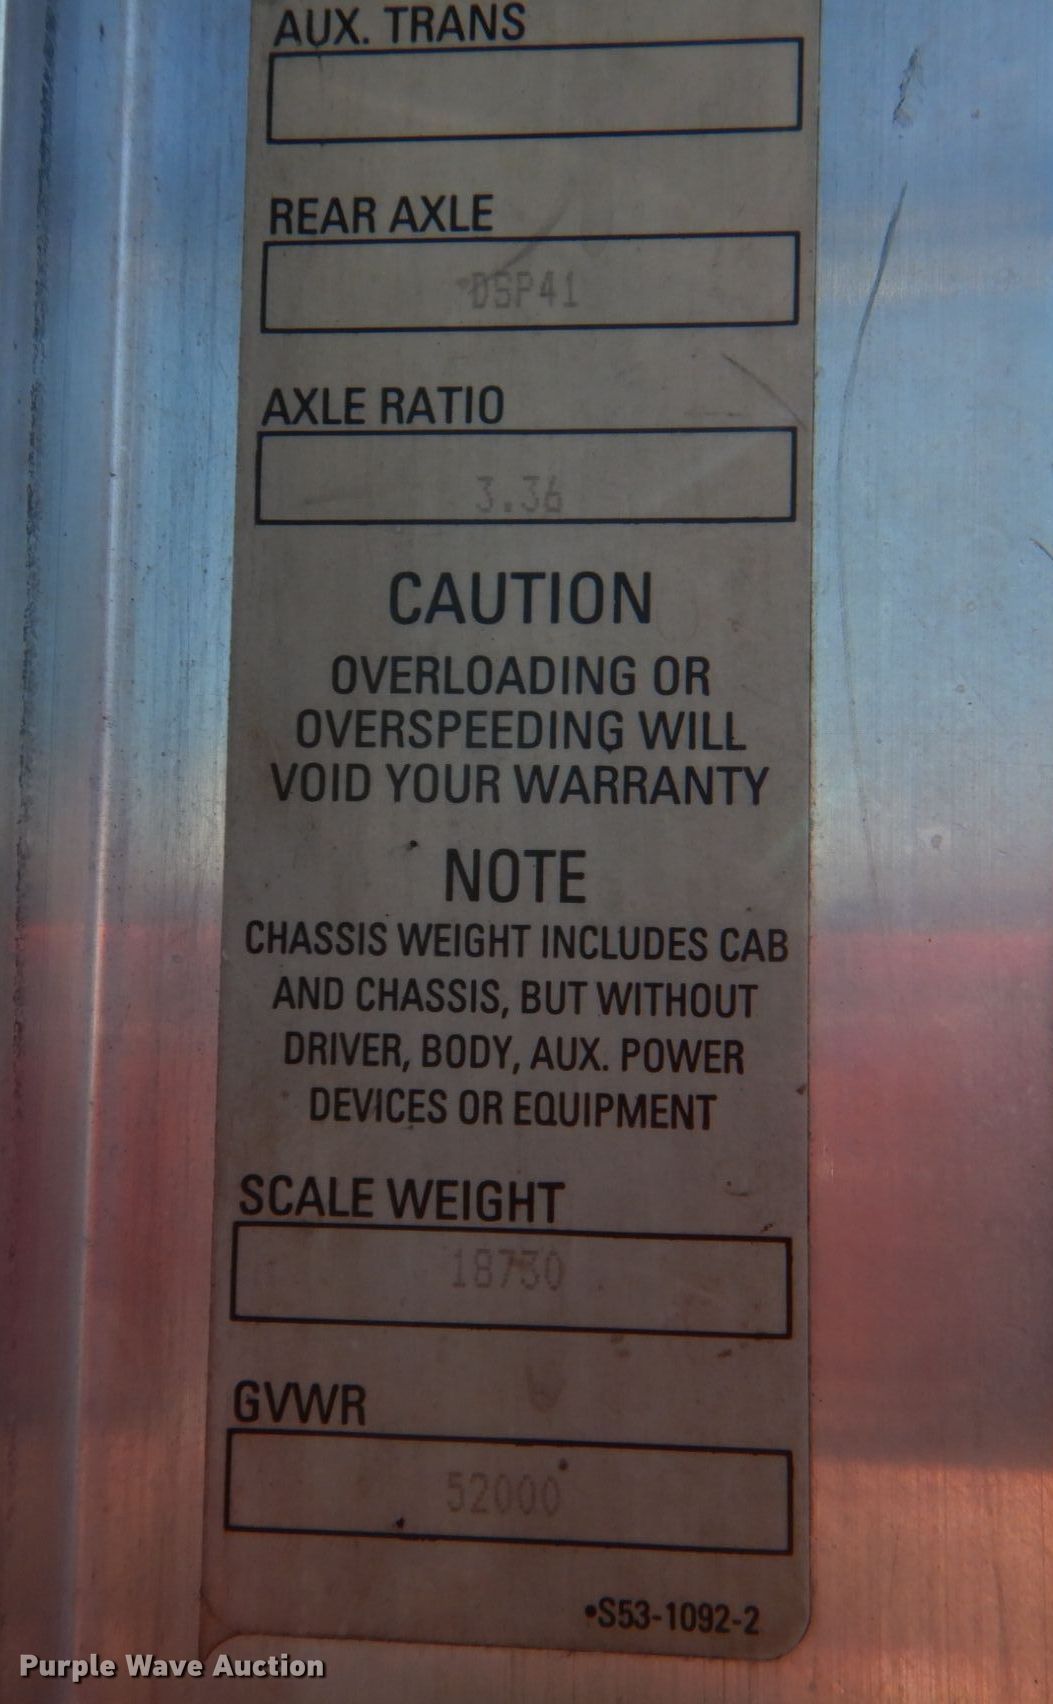 AUX. TRANS
REAR AXLE
DSP41
AXLE RATIO
3.36
CAUTION
OVERLOADING OR
OVERSPEEDING WILL
VOID YOUR WARRANTY
NOTE
CHASSIS WEIGHT INCLUDES CAB
AND CHASSIS, BUT WITHOUT
DRIVER, BODY, AUX. POWER
DEVICES OR EQUIPMENT
SCALE WEIGHT
18730
GVWR
52000
•S53-1092-2
Purple Wave Auction